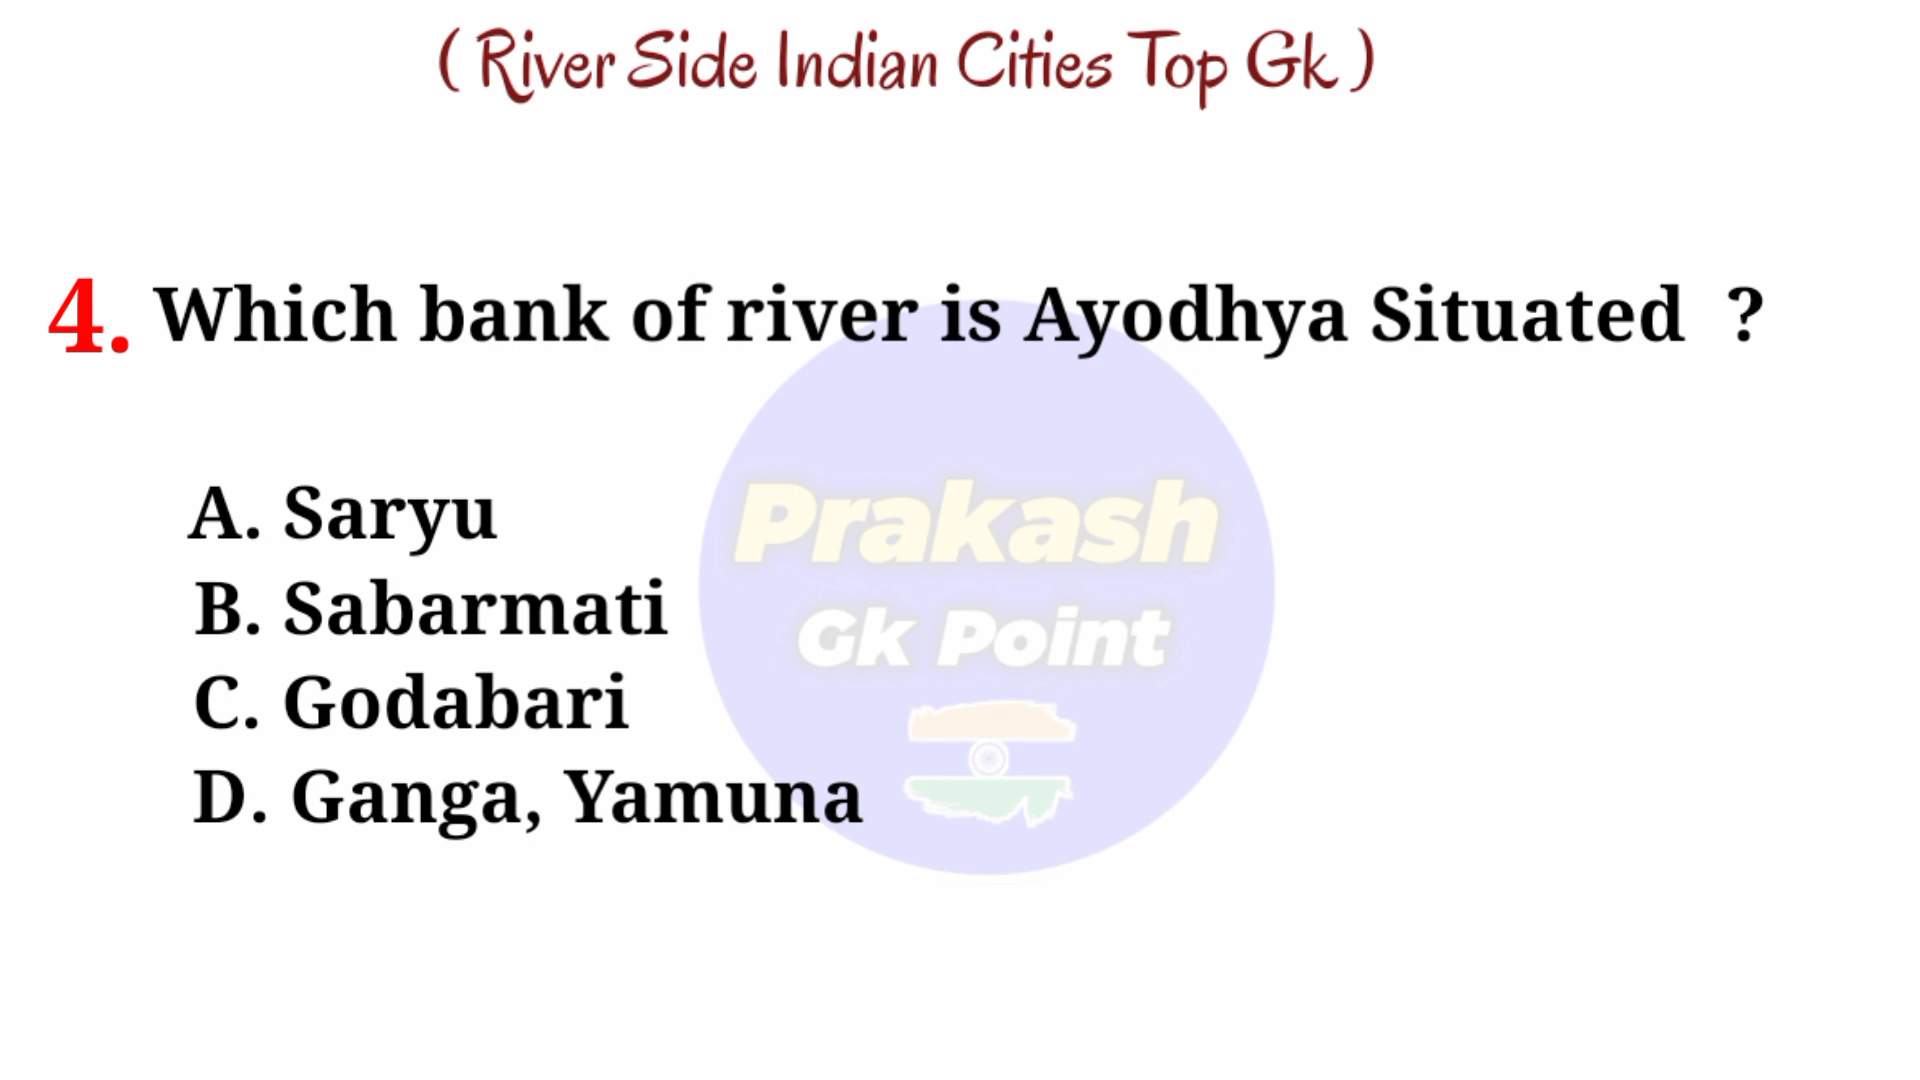 ( River Side Indian Cities Top Gk )
4. Which bank of river is Ayodhya Situated ?
A. Saryu
B. Sabarmati
C. Godabari
D. Ganga, Yamuna
Prakash
Gk Point